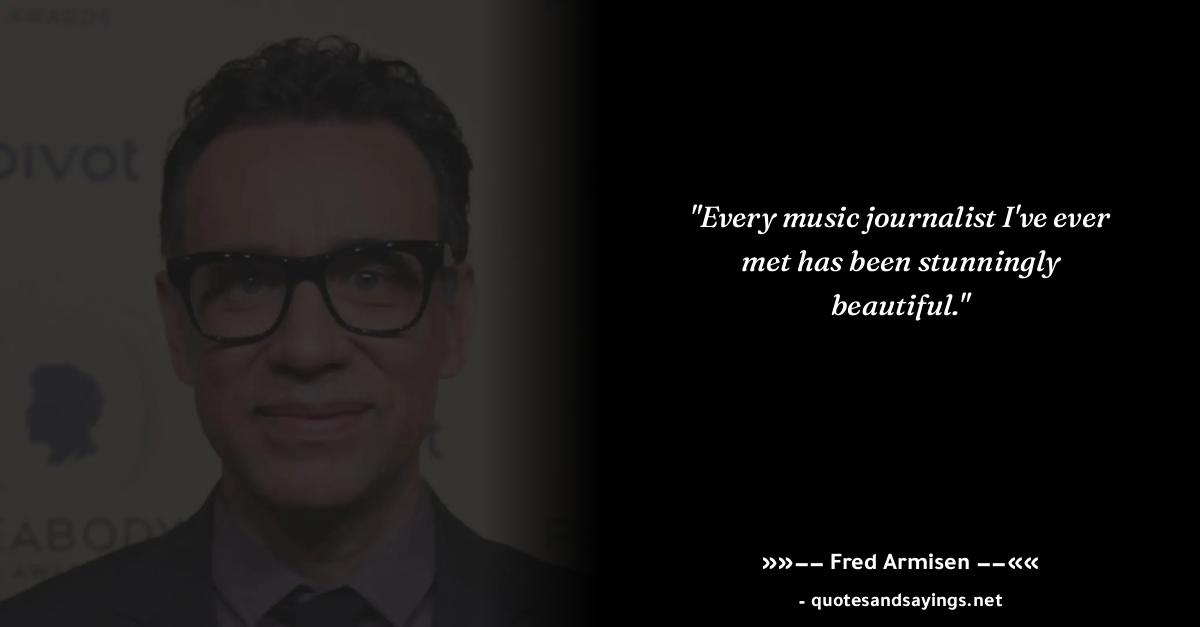 AWARDS
pivot
"Every music journalist I've ever
met has been stunningly
beautiful."
EABODY
»»−− Fred Armisen −−««
- quotesandsayings.net